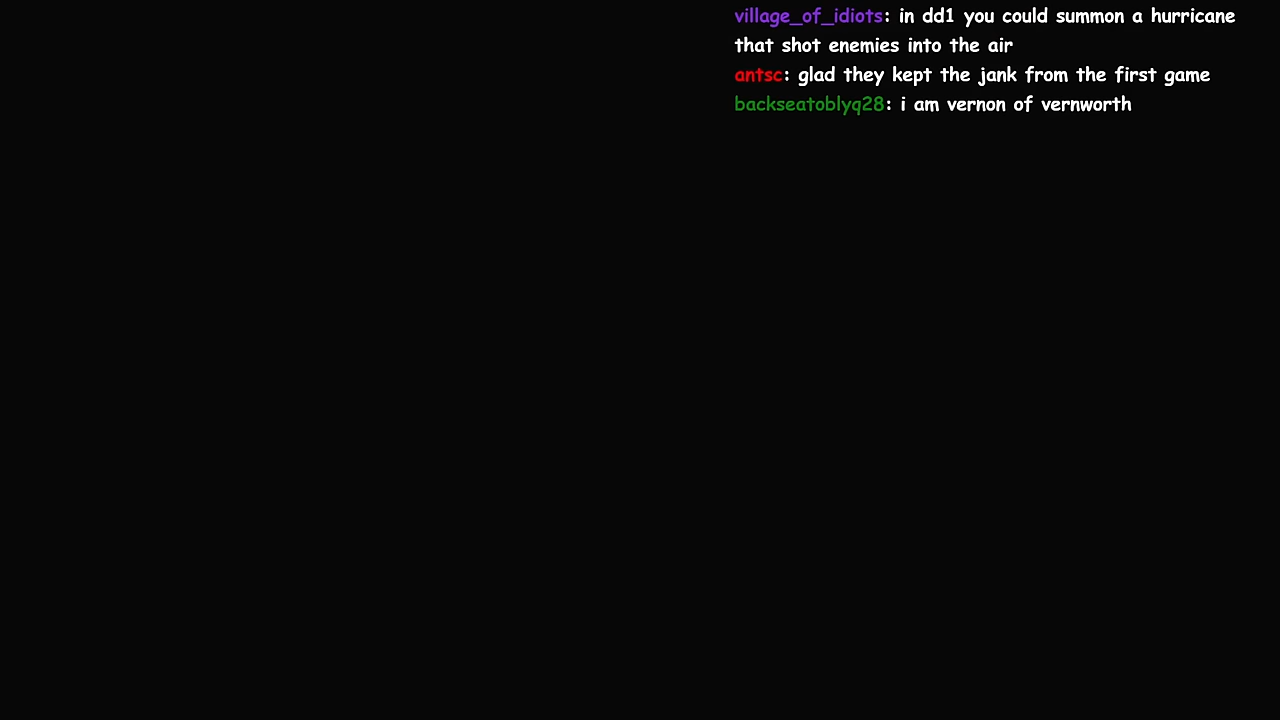 village_of_idiots: in dd1 you could summon a hurricane
that shot enemies into the air
antsc: glad they kept the jank from the first game
backseatoblyq28: i am vernon of vernworth